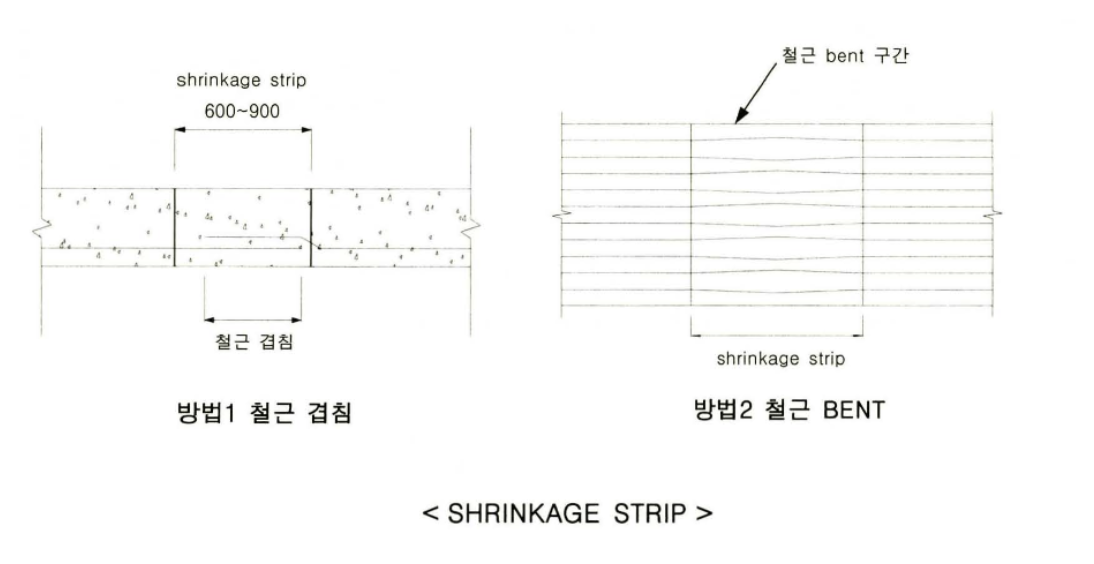 shrinkage strip
600~900
철근 겹침
방법1 철근 겹침
철근 bent 구간
shrinkage strip
방법2 철근 BENT
< SHRINKAGE STRIP >